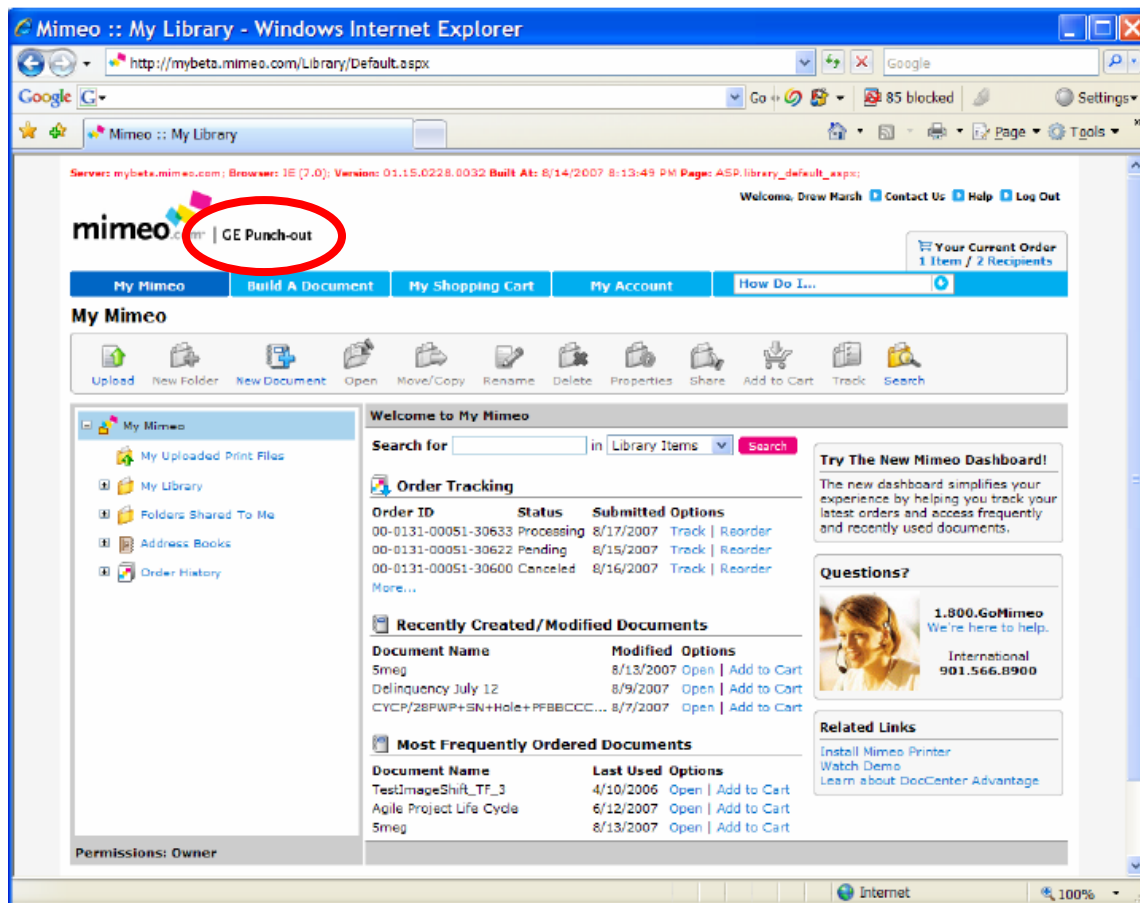 Mimeo :: My Library - Windows Internet Explorer
http://mybeta.mimeo.com/Library/Default.aspx
Google
Google G
Go
85 blocked
Settings
Mimeo :: My Library
Page
Tools
Server: mybeta.mimeo.com; Browser: IE (7.0); Version: 01.15.0228.0032 Built At: 8/14/2007 8:13:49 PM Page: ASP.library_default_aspx;
Welcome, Drew Marsh Contact Us Help Log Out
mimeo.com | GE Punch-out
Your Current Order
1 Item / 2 Recipients
My Mimeo Build A Document My Shopping Cart My Account How Do I...
My Mimeo
Upload New Folder New Document Open Move/Copy Rename Delete Properties Share Add to Cart Track Search
My Mimeo
My Uploaded Print Files
My Library
Folders Shared To Me
Address Books
Order History
Permissions: Owner
Welcome to My Mimeo
Search for in Library Items Search
Order Tracking
Order ID Status Submitted Options
00-0131-00051-30633 Processing 8/17/2007 Track | Reorder
00-0131-00051-30622 Pending 8/15/2007 Track | Reorder
00-0131-00051-30600 Canceled 8/16/2007 Track | Reorder
More...
Recently Created/Modified Documents
Document Name Modified Options
5meg 8/13/2007 Open | Add to Cart
Delinquency July 12 8/9/2007 Open | Add to Cart
CYCP/28PWP+SN+Hole+PFBBCCC... 8/7/2007 Open | Add to Cart
Most Frequently Ordered Documents
Document Name Last Used Options
TestImageShift_TF_3 4/10/2006 Open | Add to Cart
Agile Project Life Cycle 6/12/2007 Open | Add to Cart
5meg 8/13/2007 Open | Add to Cart
Try The New Mimeo Dashboard!
The new dashboard simplifies your
experience by helping you track your
latest orders and access frequently
and recently used documents.
Questions?
1.800.GoMimeo
We're here to help.
International
901.566.8900
Related Links
Install Mimeo Printer
Watch Demo
Learn about DocCenter Advantage
Internet
100%